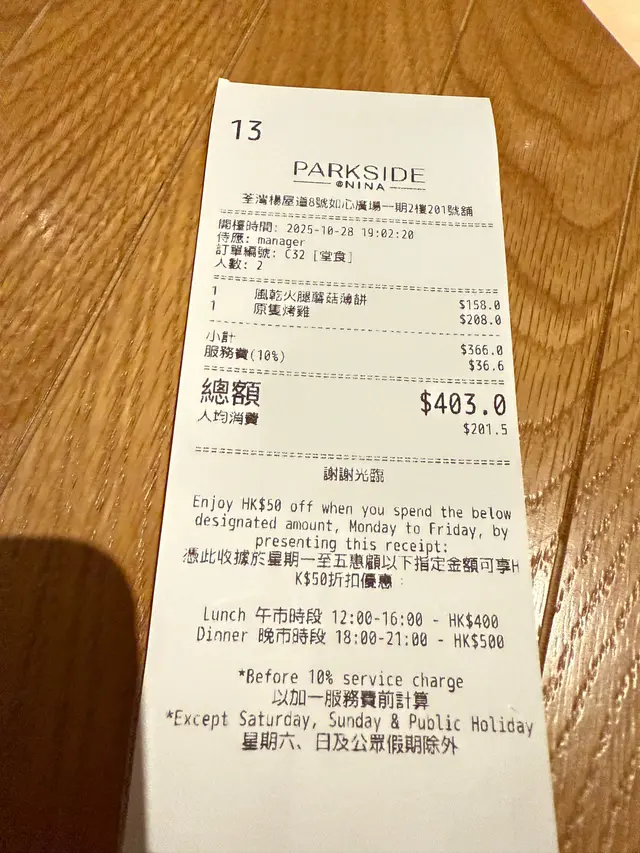 13
PARKSIDE
@NINA
荃灣楊屋道8號如心廣場一期2樓201號舖
開檯時間: 2025-10-28 19:02:20
侍應: manager
訂單編號: C32 [堂食]
人數: 2
1 風乾火腿蘑菇薄餅 $158.0
1 原隻烤雞 $208.0
小計 $366.0
服務費(10%) $36.6
總額 $403.0
人均消費 $201.5
謝謝光臨
Enjoy HK$50 off when you spend the below
designated amount, Monday to Friday, by
presenting this receipt:
憑此收據於星期一至五惠顧以下指定金額可享H
K$50折扣優惠：
Lunch 午市時段 12:00-16:00 - HK$400
Dinner 晚市時段 18:00-21:00 - HK$500
*Before 10% service charge
以加一服務費前計算
*Except Saturday, Sunday & Public Holiday
星期六、日及公眾假期除外